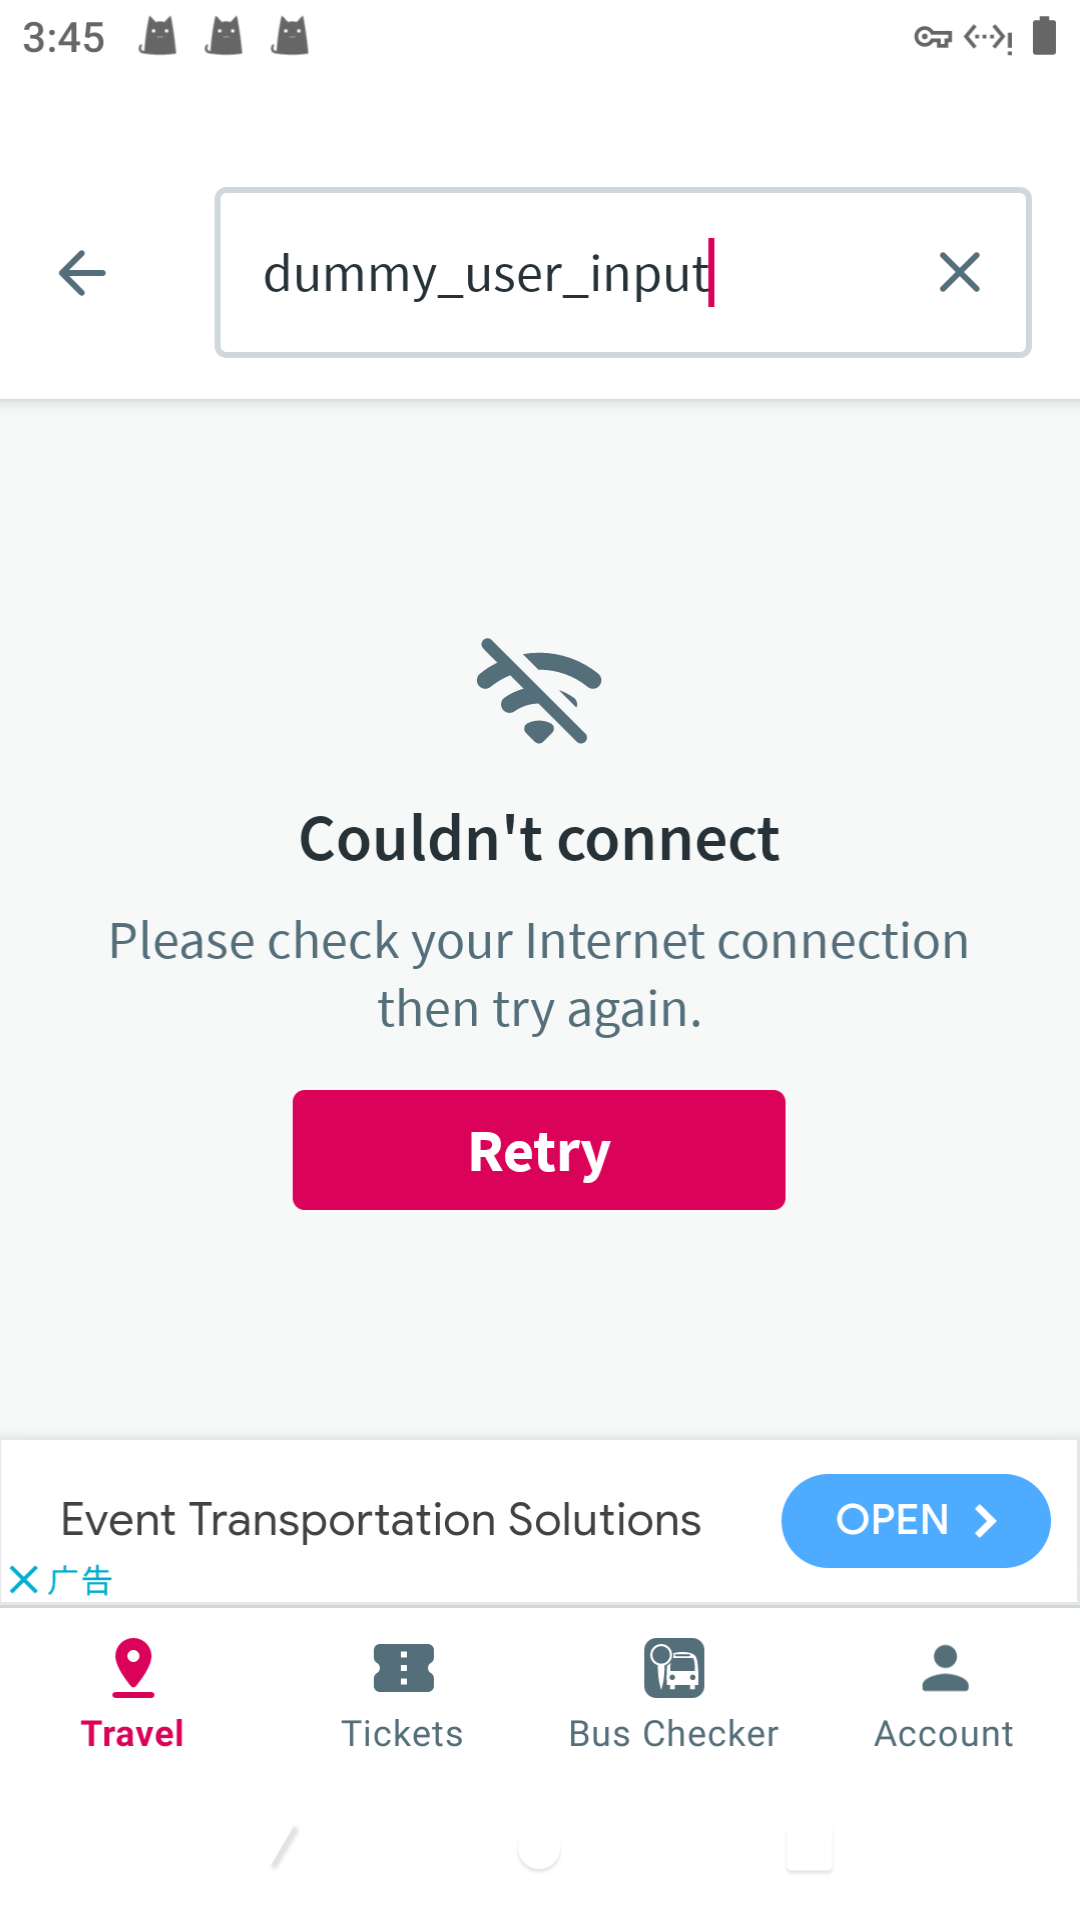 3:45
dummy_user_input
Couldn't connect
Please check your Internet connection
then try again.
Retry
Event Transportation Solutions
OPEN
广告
Travel
Tickets
Bus Checker
Account